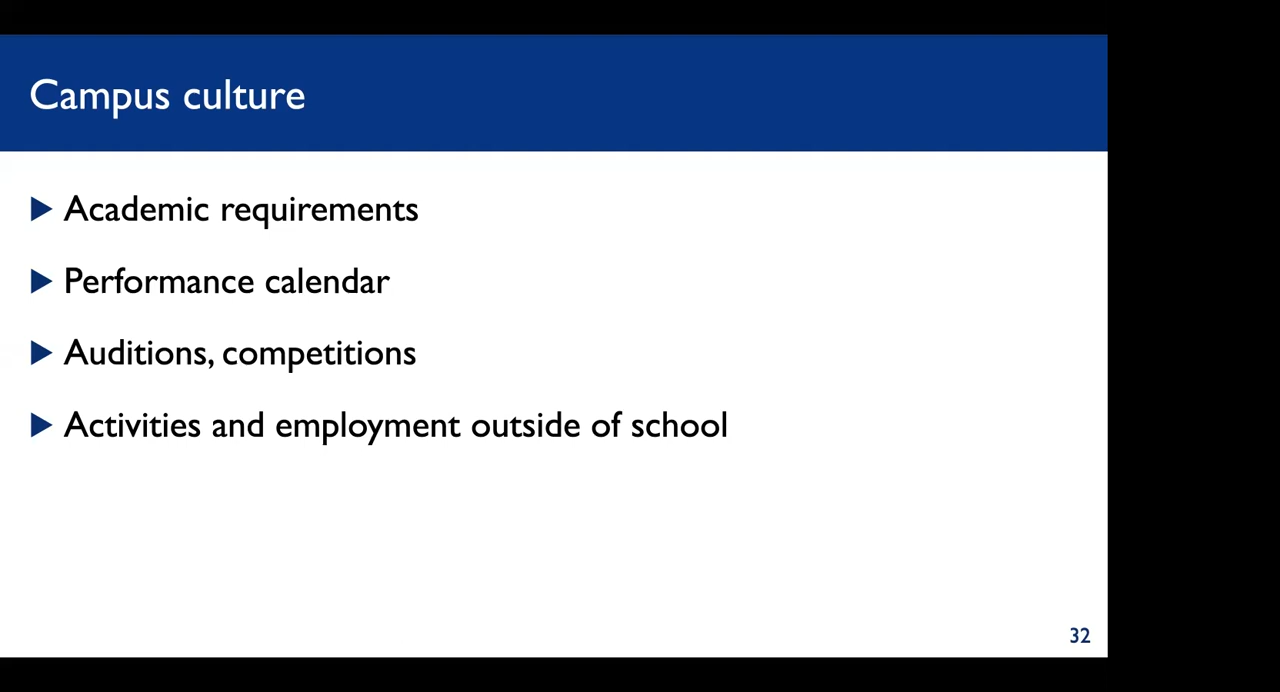 Campus culture
Academic requirements
Performance calendar
Auditions, competitions
Activities and employment outside of school
32